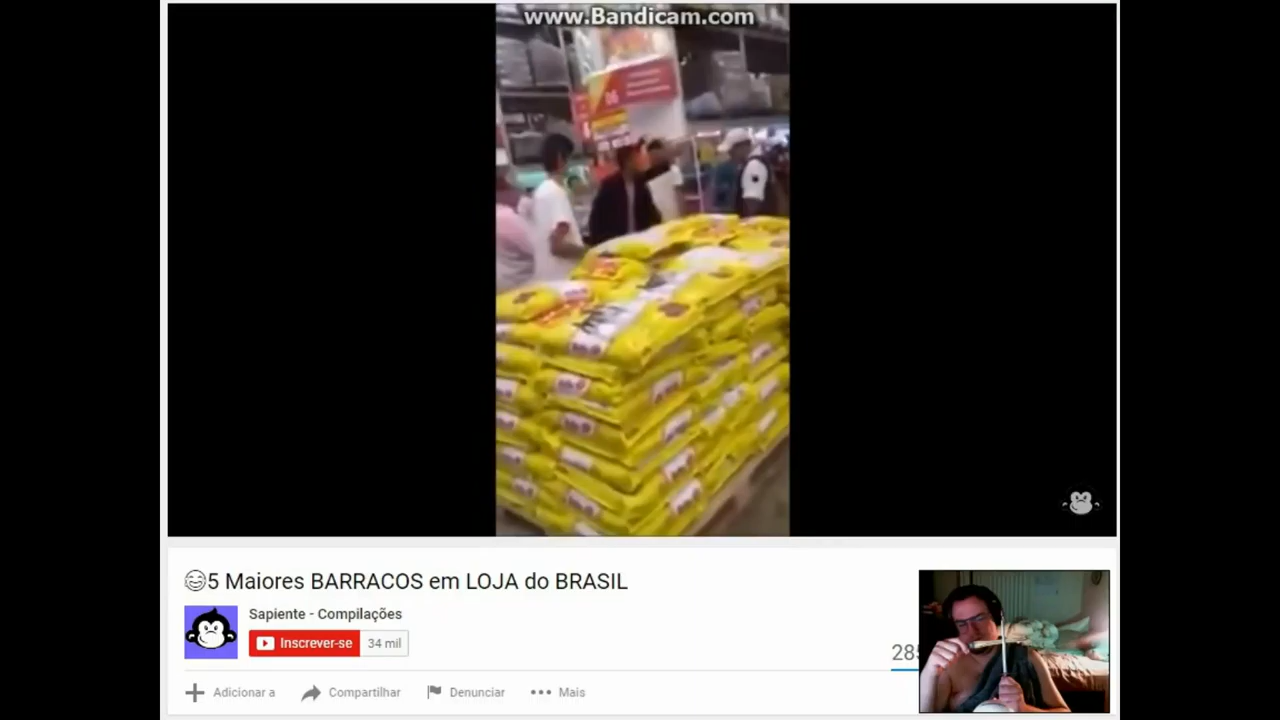 www.Bandicam.com
😂5 Maiores BARRACOS em LOJA do BRASIL
Sapiente - Compilações
Inscrever-se 34 mil
285
Adicionar a Compartilhar Denunciar Mais